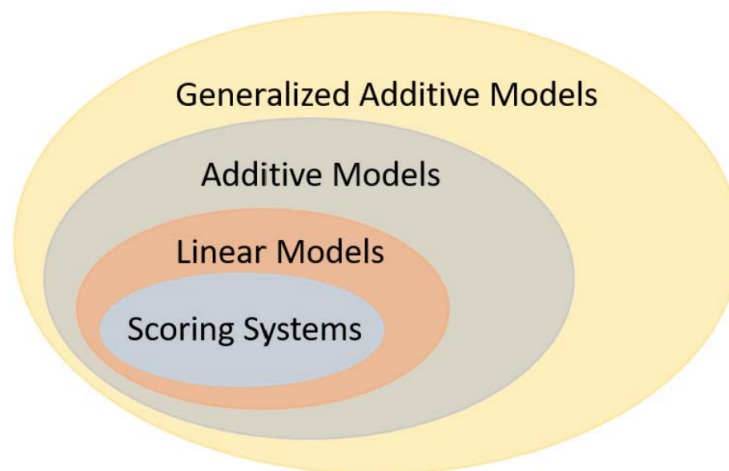 Generalized Additive Models
Additive Models
Linear Models
Scoring Systems